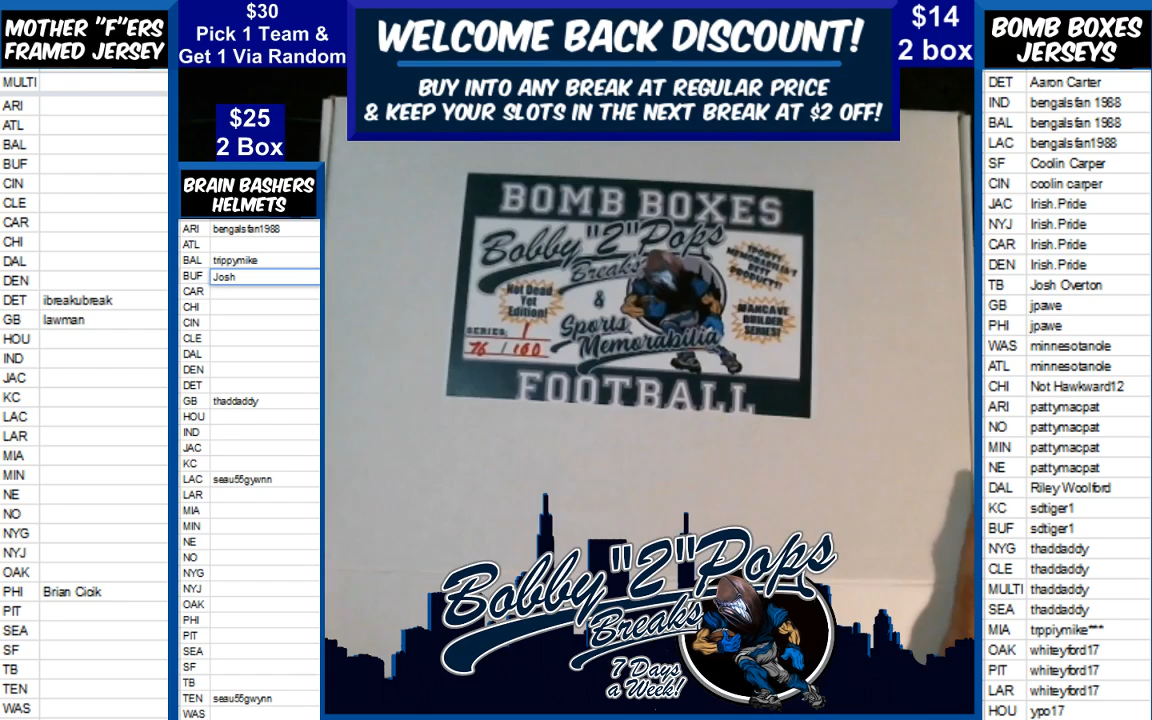 MOTHER "F"ERS
FRAMED JERSEY
MULTI
ARI
ATL
BAL
BUF
CIN
CLE
CAR
CHI
DAL
DEN
DET ibreakubreak
GB lawman
HOU
IND
JAC
KC
LAC
LAR
MIA
MIN
NE
NO
NYG
NYJ
OAK
PHI Brian Cicik
PIT
SEA
SF
TB
TEN
WAS
$30
Pick 1 Team &
Get 1 Via Random
$25
2 Box
BRAIN BASHERS
HELMETS
ARI bengalsfan1988
ATL
BAL trippymike
BUF Josh
CAR
CHI
CIN
CLE
DAL
DEN
DET
GB thaddaddy
HOU
IND
JAC
KC
LAC seau55gywnn
LAR
MIA
MIN
NE
NO
NYG
NYJ
OAK
PHI
PIT
SEA
SF
TB
TEN seau55gwynn
WAS
WELCOME BACK DISCOUNT!
BUY INTO ANY BREAK AT REGULAR PRICE
& KEEP YOUR SLOTS IN THE NEXT BREAK AT $2 OFF!
BOMB BOXES
Bobby "2" Pops
Breaks
&
Sports
Memorabilia
Not Dead
Yet
Edition!
SPORTS
MEMORABILIA'S
BEST
PRODUCTS!
MANCAVE
BUILDER
SERIES!
SERIES 1
76 / 100
FOOTBALL
Bobby "2" Pops
Breaks
7 Days
a Week!
$14
2 box
BOMB BOXES
JERSEYS
DET Aaron Carter
IND bengalsfan 1988
BAL bengalsfan 1988
LAC bengalsfan1988
SF Coolin Carper
CIN coolin carper
JAC Irish.Pride
NYJ Irish.Pride
CAR Irish.Pride
DEN Irish.Pride
TB Josh Overton
GB jpawe
PHI jpawe
WAS minnesotanole
ATL minnesotanole
CHI Not Hawkward12
ARI pattymacpat
NO pattymacpat
MIN pattymacpat
NE pattymacpat
DAL Riley Woolford
KC sdtiger1
BUF sdtiger1
NYG thaddaddy
CLE thaddaddy
MULTI thaddaddy
SEA thaddaddy
MIA trppiymike***
OAK whiteyford17
PIT whiteyford17
LAR whiteyford17
HOU ypo17